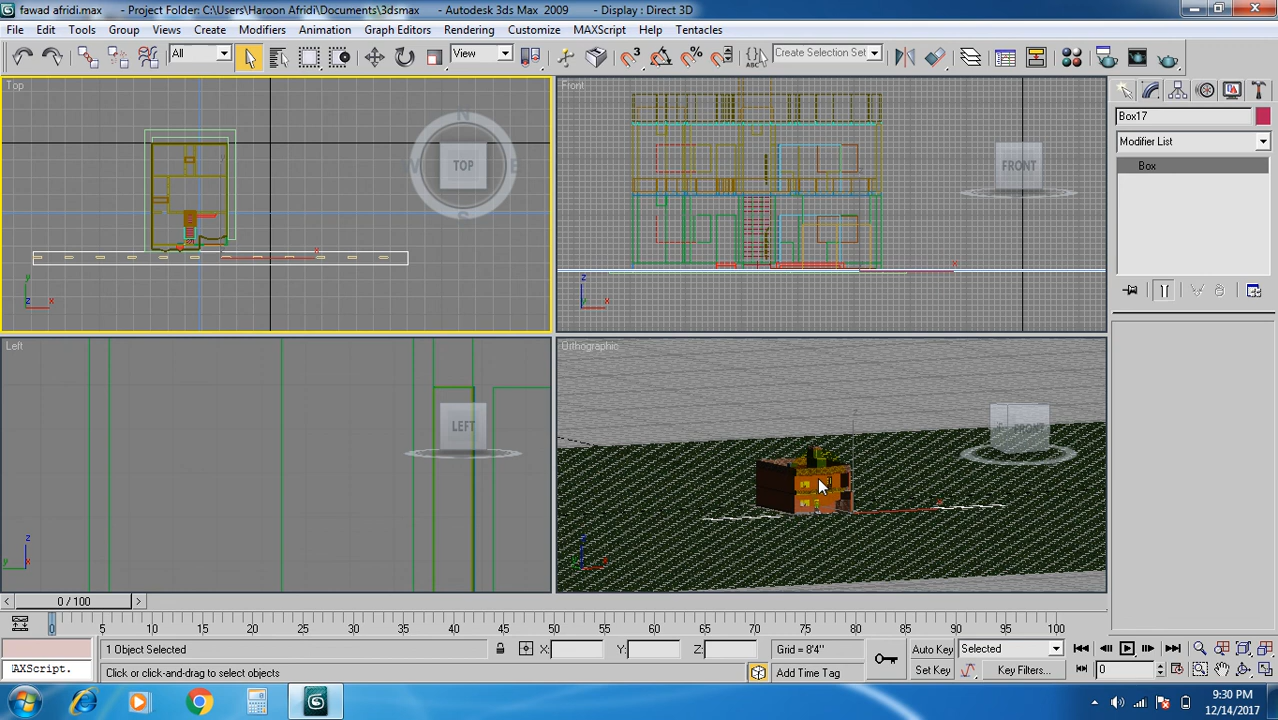 fawad afridi.max - Project Folder: C:\Users\Haroon Afridi\Documents\3dsmax - Autodesk 3ds Max 2009 - Display : Direct 3D
File Edit Tools Group Views Create Modifiers Animation Graph Editors Rendering Customize MAXScript Help Tentacles
All View 3 ABC Create Selection Set
Top
N
TOP
S
y
z x
Front
FRONT
x
z
y x
Left
LEFT
z
y x
Orthographic
FRONT
z
x
Box17
Modifier List
Box
< 0 / 100 >
0 5 10 15 20 25 30 35 40 45 50 55 60 65 70 75 80 85 90 95 100
1 Object Selected X: Y: Z: Grid = 8'4" Auto Key Selected
AXScript. Click or click-and-drag to select objects Add Time Tag Set Key Key Filters... 0
9:30 PM
12/14/2017